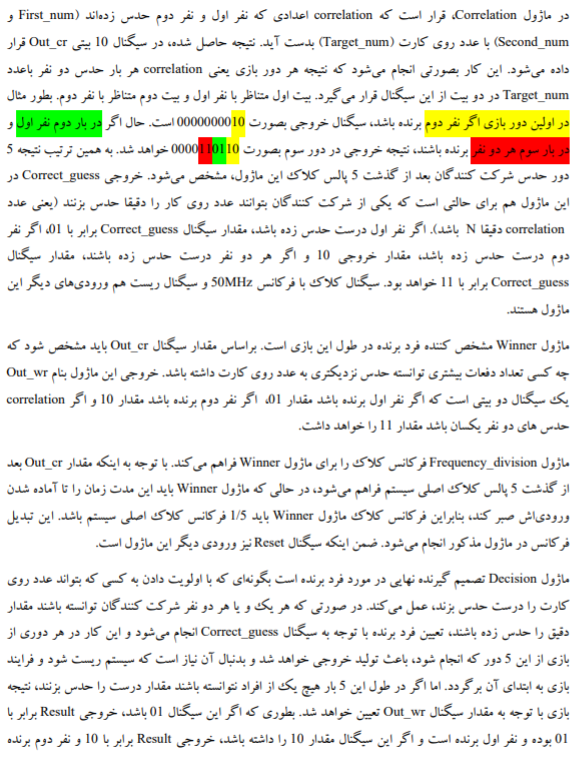 در ماژول Correlation، قرار است که correlation اعدادی که نفر اول و نفر دوم حدس زده‌اند (First_num و
Second_num) با عدد روی کارت (Target_num) بدست آید. نتیجه حاصل شده، در سیگنال 10 بیتی Out_cr قرار
داده می‌شود. این کار بصورتی انجام می‌شود که نتیجه هر دور بازی یعنی correlation هر بار حدس دو نفر باعدد
Target_num در دو بیت از این سیگنال قرار می‌گیرد. بیت اول متناظر با نفر اول و بیت دوم متناظر با نفر دوم. بطور مثال
در اولین دور بازی اگر نفر دوم برنده باشد، سیگنال خروجی بصورت 0000000010 است. حال اگر در بار دوم نفر اول و
در بار سوم هر دو نفر برنده باشند، نتیجه خروجی در دور سوم بصورت 0000110110 خواهد شد. به همین ترتیب نتیجه 5
دور حدس شرکت کنندگان بعد از گذشت 5 پالس کلاک این ماژول، مشخص می‌شود. خروجی Correct_guess در
این ماژول هم برای حالتی است که یکی از شرکت کنندگان بتوانند عدد روی کار را دقیقا حدس بزنند (یعنی عدد
correlation دقیقا N باشد). اگر نفر اول درست حدس زده باشد، مقدار سیگنال Correct_guess برابر با 01، اگر نفر
دوم درست حدس زده باشد، مقدار خروجی 10 و اگر هر دو نفر درست حدس زده باشند، مقدار سیگنال
Correct_guess برابر با 11 خواهد بود. سیگنال کلاک با فرکانس 50MHz و سیگنال ریست هم ورودی‌های دیگر این
ماژول هستند.
ماژول Winner مشخص کننده فرد برنده در طول این بازی است. براساس مقدار سیگنال Out_cr باید مشخص شود که
چه کسی تعداد دفعات بیشتری توانسته حدس نزدیکتری به عدد روی کارت داشته باشد. خروجی این ماژول بنام Out_wr
یک سیگنال دو بیتی است که اگر نفر اول برنده باشد مقدار 01، اگر نفر دوم برنده باشد مقدار 10 و اگر correlation
حدس های دو نفر یکسان باشد مقدار 11 را خواهد داشت.
ماژول Frequency_division فرکانس کلاک را برای ماژول Winner فراهم می‌کند. با توجه به اینکه مقدار Out_cr بعد
از گذشت 5 پالس کلاک اصلی سیستم فراهم می‌شود، در حالی که ماژول Winner باید این مدت زمان را تا آماده شدن
ورودی‌اش صبر کند، بنابراین فرکانس کلاک ماژول Winner باید 1/5 فرکانس کلاک اصلی سیستم باشد. این تبدیل
فرکانس در ماژول مذکور انجام می‌شود. ضمن اینکه سیگنال Reset نیز ورودی دیگر این ماژول است.
ماژول Decision تصمیم گیرنده نهایی در مورد فرد برنده است بگونه‌ای که با اولویت دادن به کسی که بتواند عدد روی
کارت را درست حدس بزند، عمل می‌کند. در صورتی که هر یک و یا هر دو نفر شرکت کنندگان توانسته باشند مقدار
دقیق را حدس زده باشند، تعیین فرد برنده با توجه به سیگنال Correct_guess انجام می‌شود و این کار در هر دوری از
بازی از این 5 دور که انجام شود، باعث تولید خروجی خواهد شد و بدنبال آن نیاز است که سیستم ریست شود و فرایند
بازی به ابتدای آن برگردد. اما اگر در طول این 5 بار هیچ یک از افراد نتوانسته باشند مقدار درست را حدس بزنند، نتیجه
بازی با توجه به مقدار سیگنال Out_wr تعیین خواهد شد. بطوری که اگر این سیگنال 01 باشد، خروجی Result برابر با
01 بوده و نفر اول برنده است و اگر این سیگنال مقدار 10 را داشته باشد، خروجی Result برابر با 10 و نفر دوم برنده